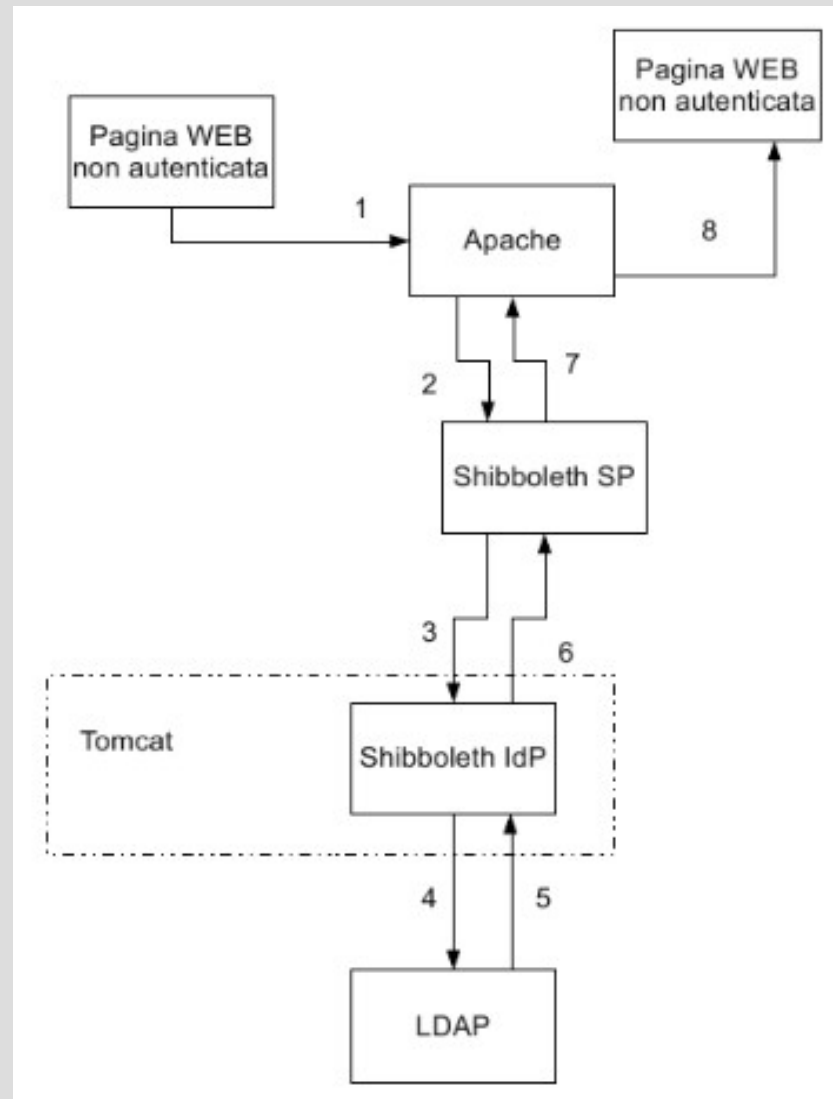 Pagina WEB
non autenticata
Pagina WEB
non autenticata
1
Apache
8
2
7
Shibboleth SP
3
6
Tomcat
Shibboleth IdP
4
5
LDAP